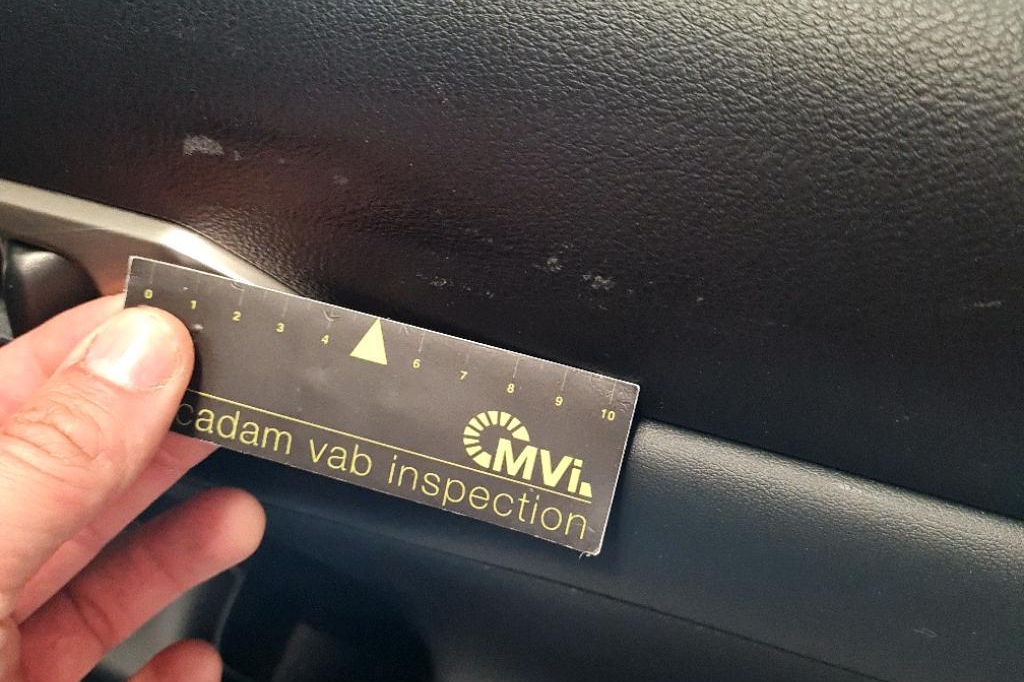 0 1 2 3 4 6 7 8 9 10
MVi
cadam vab inspection